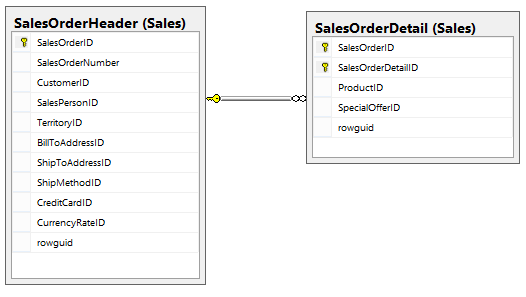 SalesOrderHeader (Sales)
SalesOrderID
SalesOrderNumber
CustomerID
SalesPersonID
TerritoryID
BillToAddressID
ShipToAddressID
ShipMethodID
CreditCardID
CurrencyRateID
rowguid
SalesOrderDetail (Sales)
SalesOrderID
SalesOrderDetailID
ProductID
SpecialOfferID
rowguid